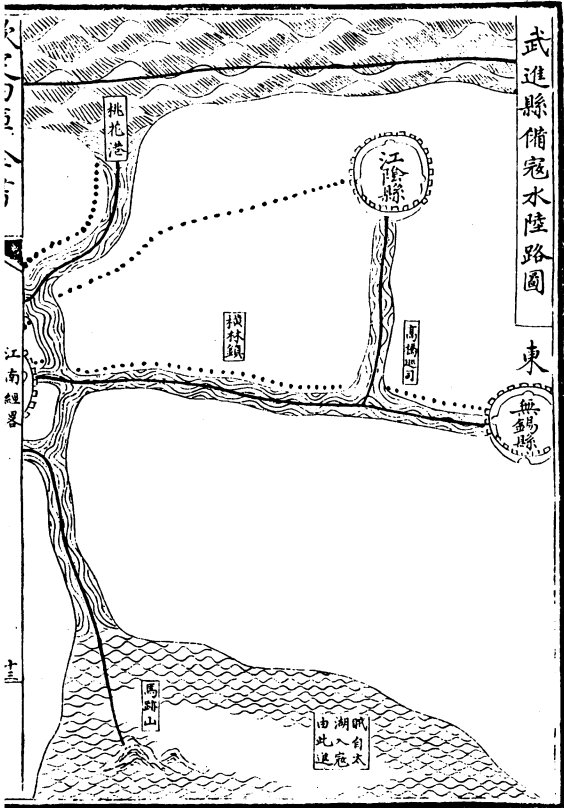 武進縣備寇水陸路圖
東
江陰縣
無錫縣
高橋巡司
橫林鎮
桃花港
賊自太
湖入寇
由此進
馬跡山
江南經畧
十三